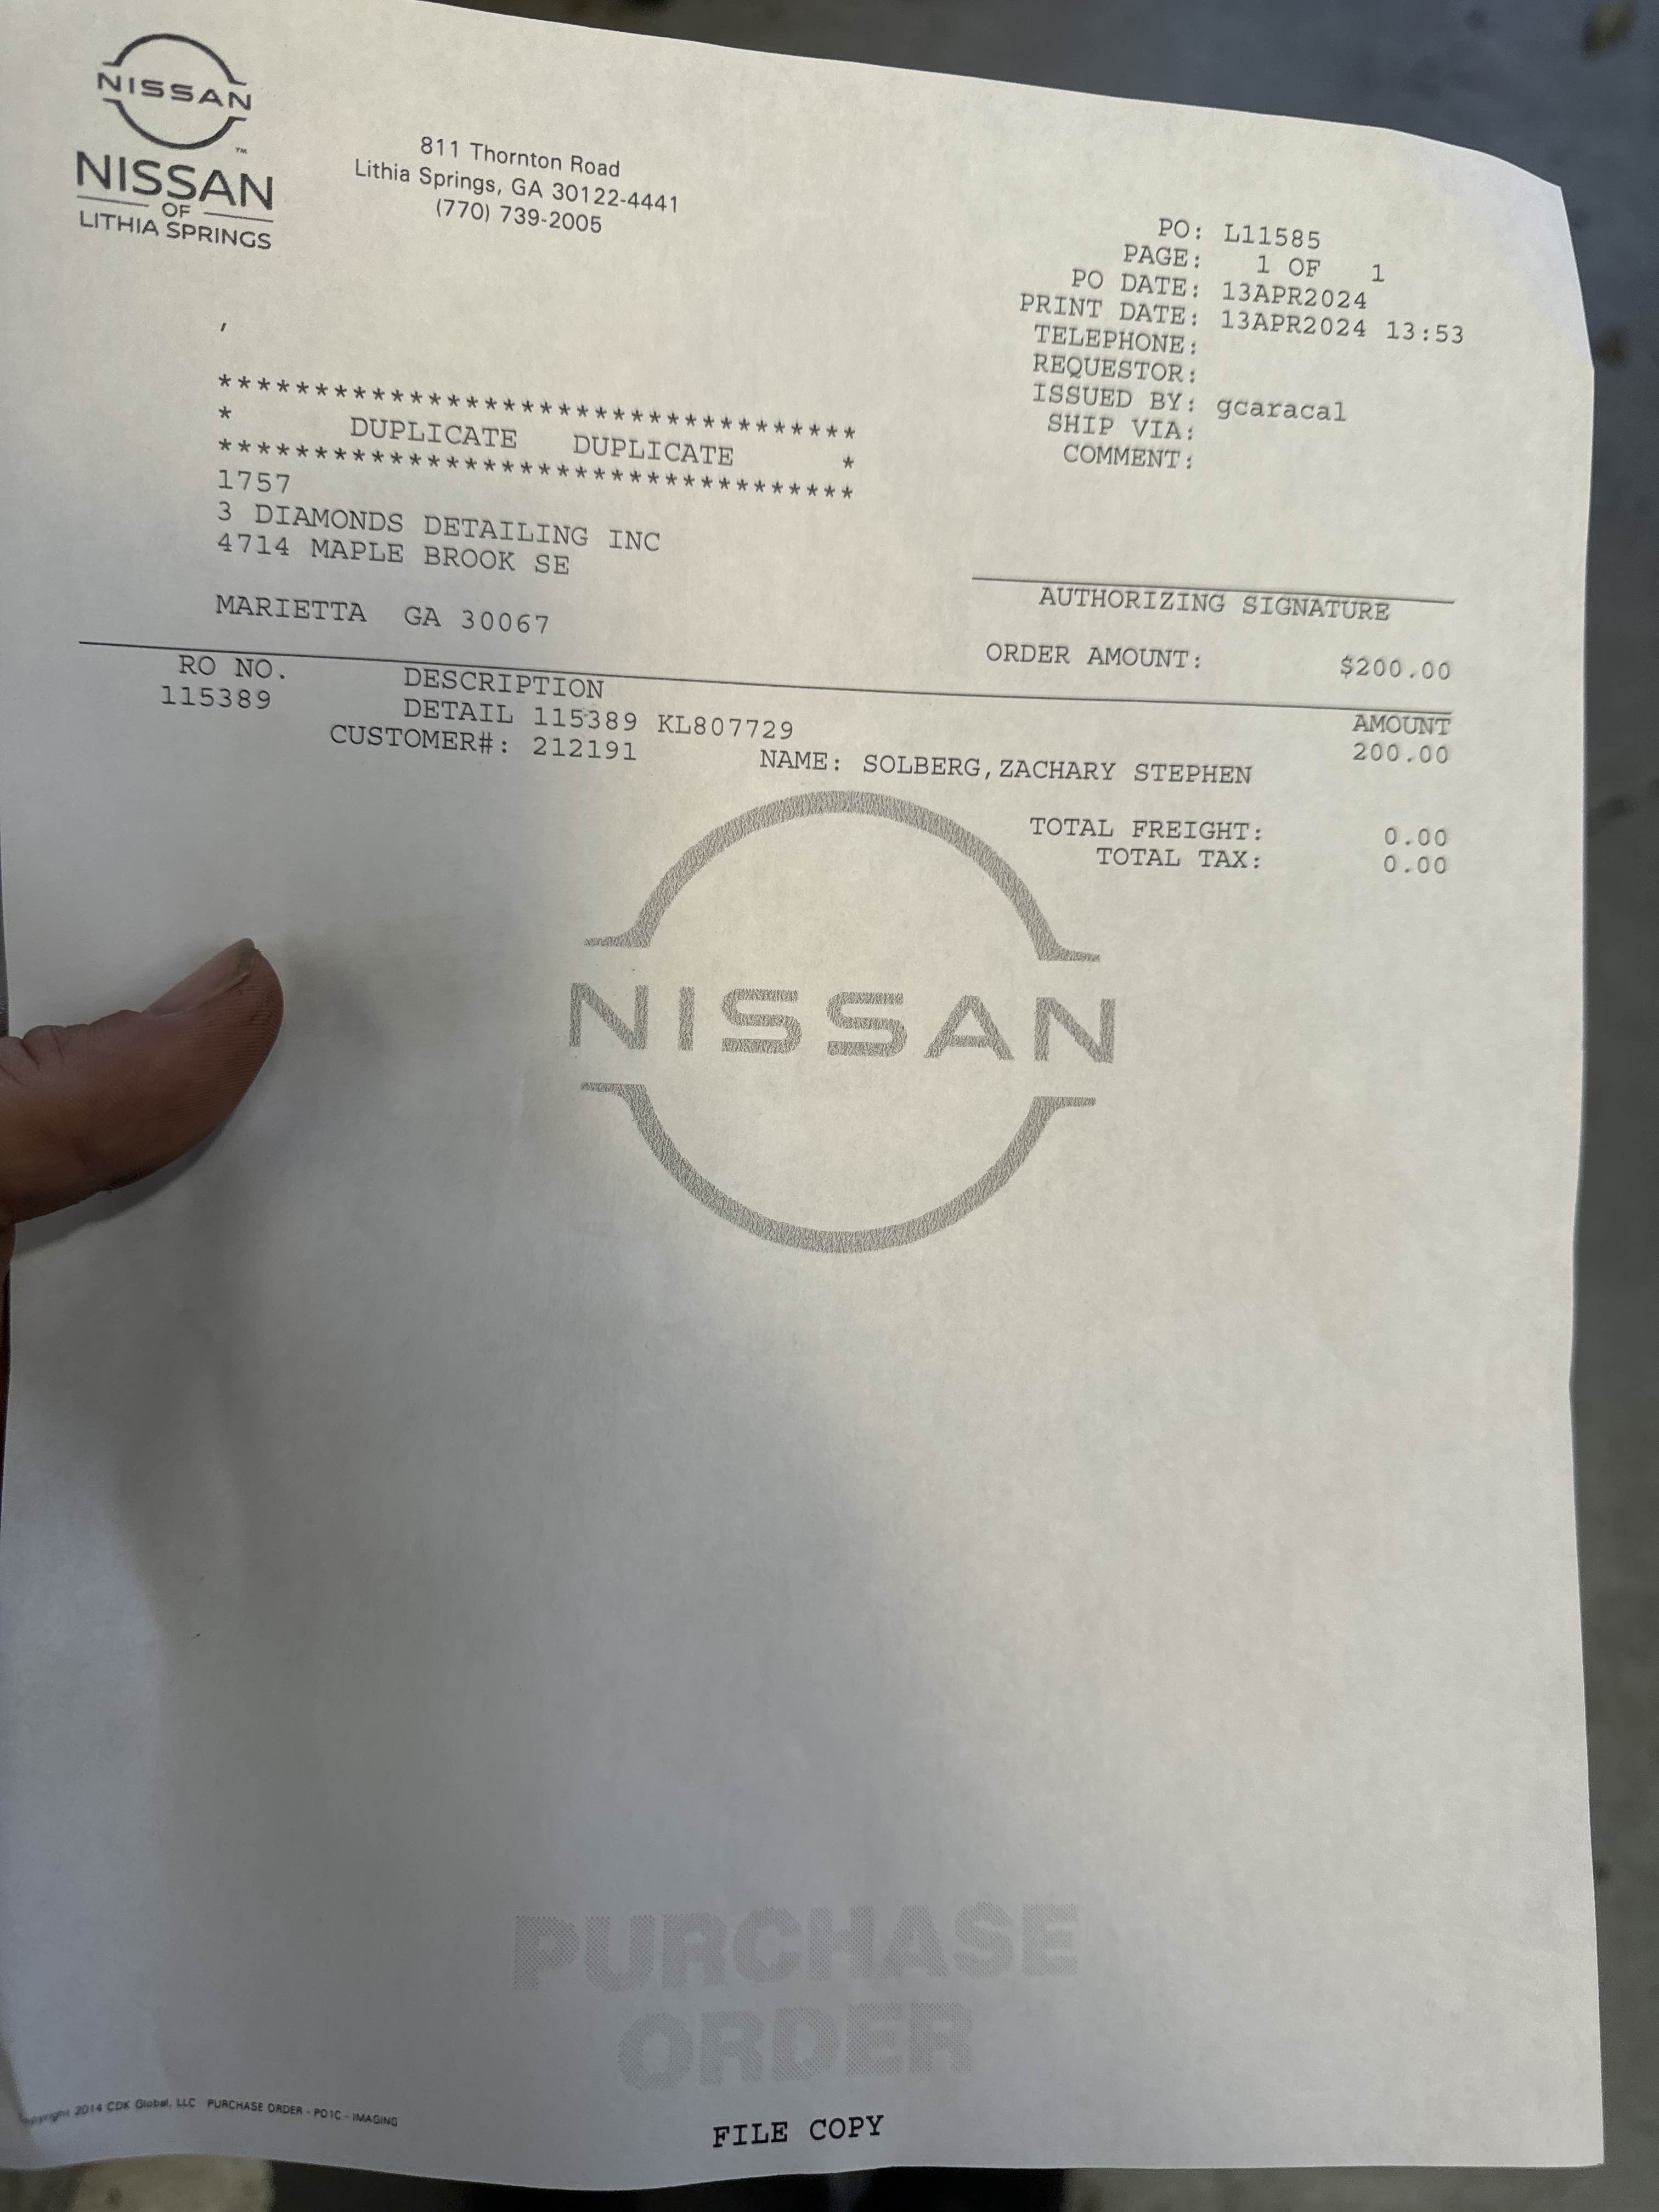 NISSAN
NISSAN
OF
LITHIA SPRINGS
811 Thornton Road
Lithia Springs, GA 30122-4441
(770) 739-2005
PO: L11585
PAGE: 1 OF 1
PO DATE: 13APR2024
PRINT DATE: 13APR2024 13:53
TELEPHONE:
REQUESTOR:
ISSUED BY: gcaracal
SHIP VIA:
COMMENT:
,
*********************************
* DUPLICATE DUPLICATE *
*********************************
1757
3 DIAMONDS DETAILING INC
4714 MAPLE BROOK SE
MARIETTA GA 30067
AUTHORIZING SIGNATURE
ORDER AMOUNT: $200.00
RO NO. DESCRIPTION AMOUNT
115389 DETAIL 115389 KL807729 200.00
CUSTOMER#: 212191 NAME: SOLBERG,ZACHARY STEPHEN
TOTAL FREIGHT: 0.00
TOTAL TAX: 0.00
NISSAN
PURCHASE
ORDER
Copyright 2014 CDK Global, LLC PURCHASE ORDER - PD1C - IMAGING
FILE COPY